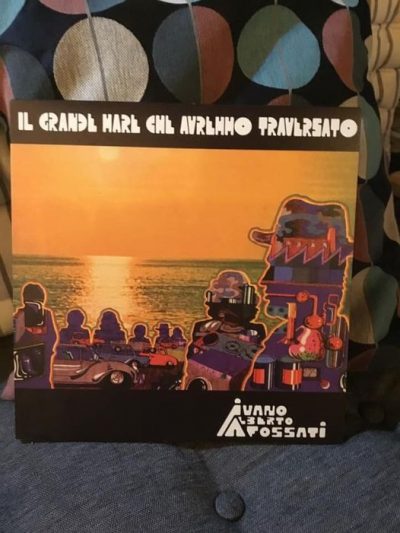 IL GRANDE MARE CHE AVREMMO TRAVERSATO
IVANO
ALBERTO
FOSSATI